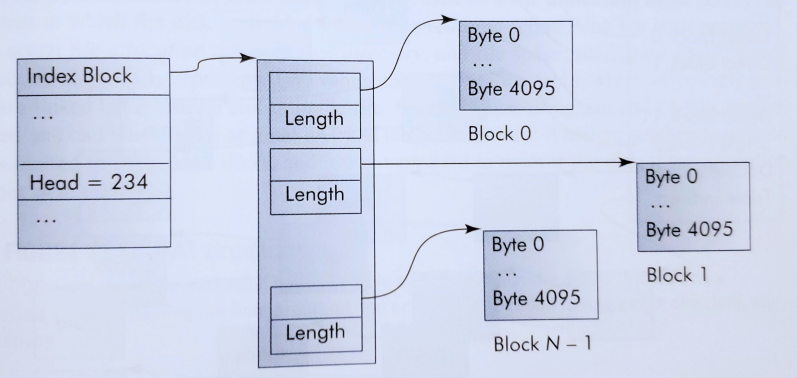 Index Block
...
Head = 234
...
Length
Length
Length
Byte 0
...
Byte 4095
Block 0
Byte 0
...
Byte 4095
Block 1
Byte 0
...
Byte 4095
Block N – 1